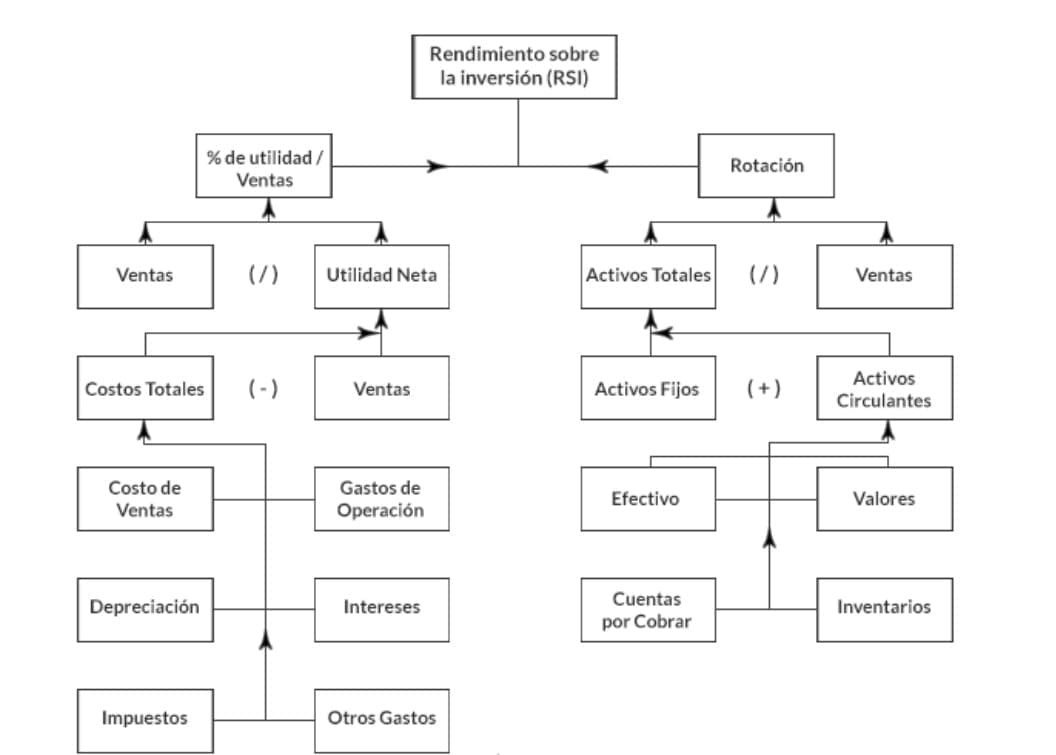 Rendimiento sobre
la inversión (RSI)
% de utilidad /
Ventas
Rotación
Ventas
( / )
Utilidad Neta
Activos Totales
( / )
Ventas
Costos Totales
( - )
Ventas
Activos Fijos
( + )
Activos
Circulantes
Costo de
Ventas
Gastos de
Operación
Efectivo
Valores
Depreciación
Intereses
Cuentas
por Cobrar
Inventarios
Impuestos
Otros Gastos